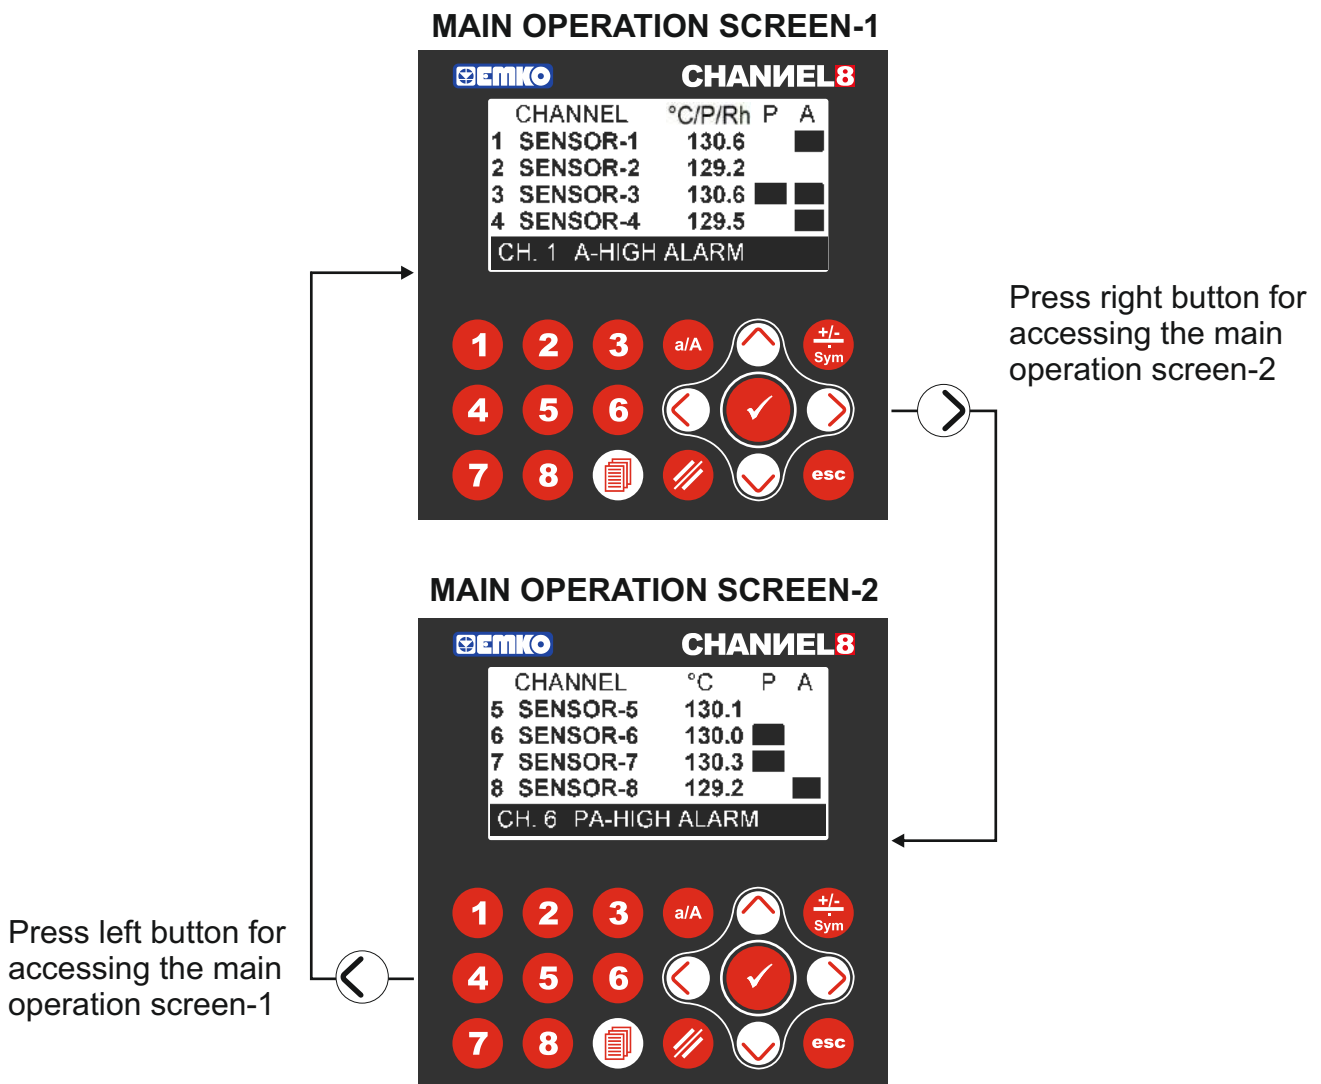 MAIN OPERATION SCREEN-1
EMKO CHANNEL8
CHANNEL °C/P/Rh P A
1 SENSOR-1 130.6
2 SENSOR-2 129.2
3 SENSOR-3 130.6
4 SENSOR-4 129.5
CH. 1 A-HIGH ALARM
1 2 3 a/A +/- . Sym
4 5 6
7 8 esc
Press right button for
accessing the main
operation screen-2
MAIN OPERATION SCREEN-2
EMKO CHANNEL8
CHANNEL °C P A
5 SENSOR-5 130.1
6 SENSOR-6 130.0
7 SENSOR-7 130.3
8 SENSOR-8 129.2
CH. 6 PA-HIGH ALARM
1 2 3 a/A +/- . Sym
4 5 6
7 8 esc
Press left button for
accessing the main
operation screen-1